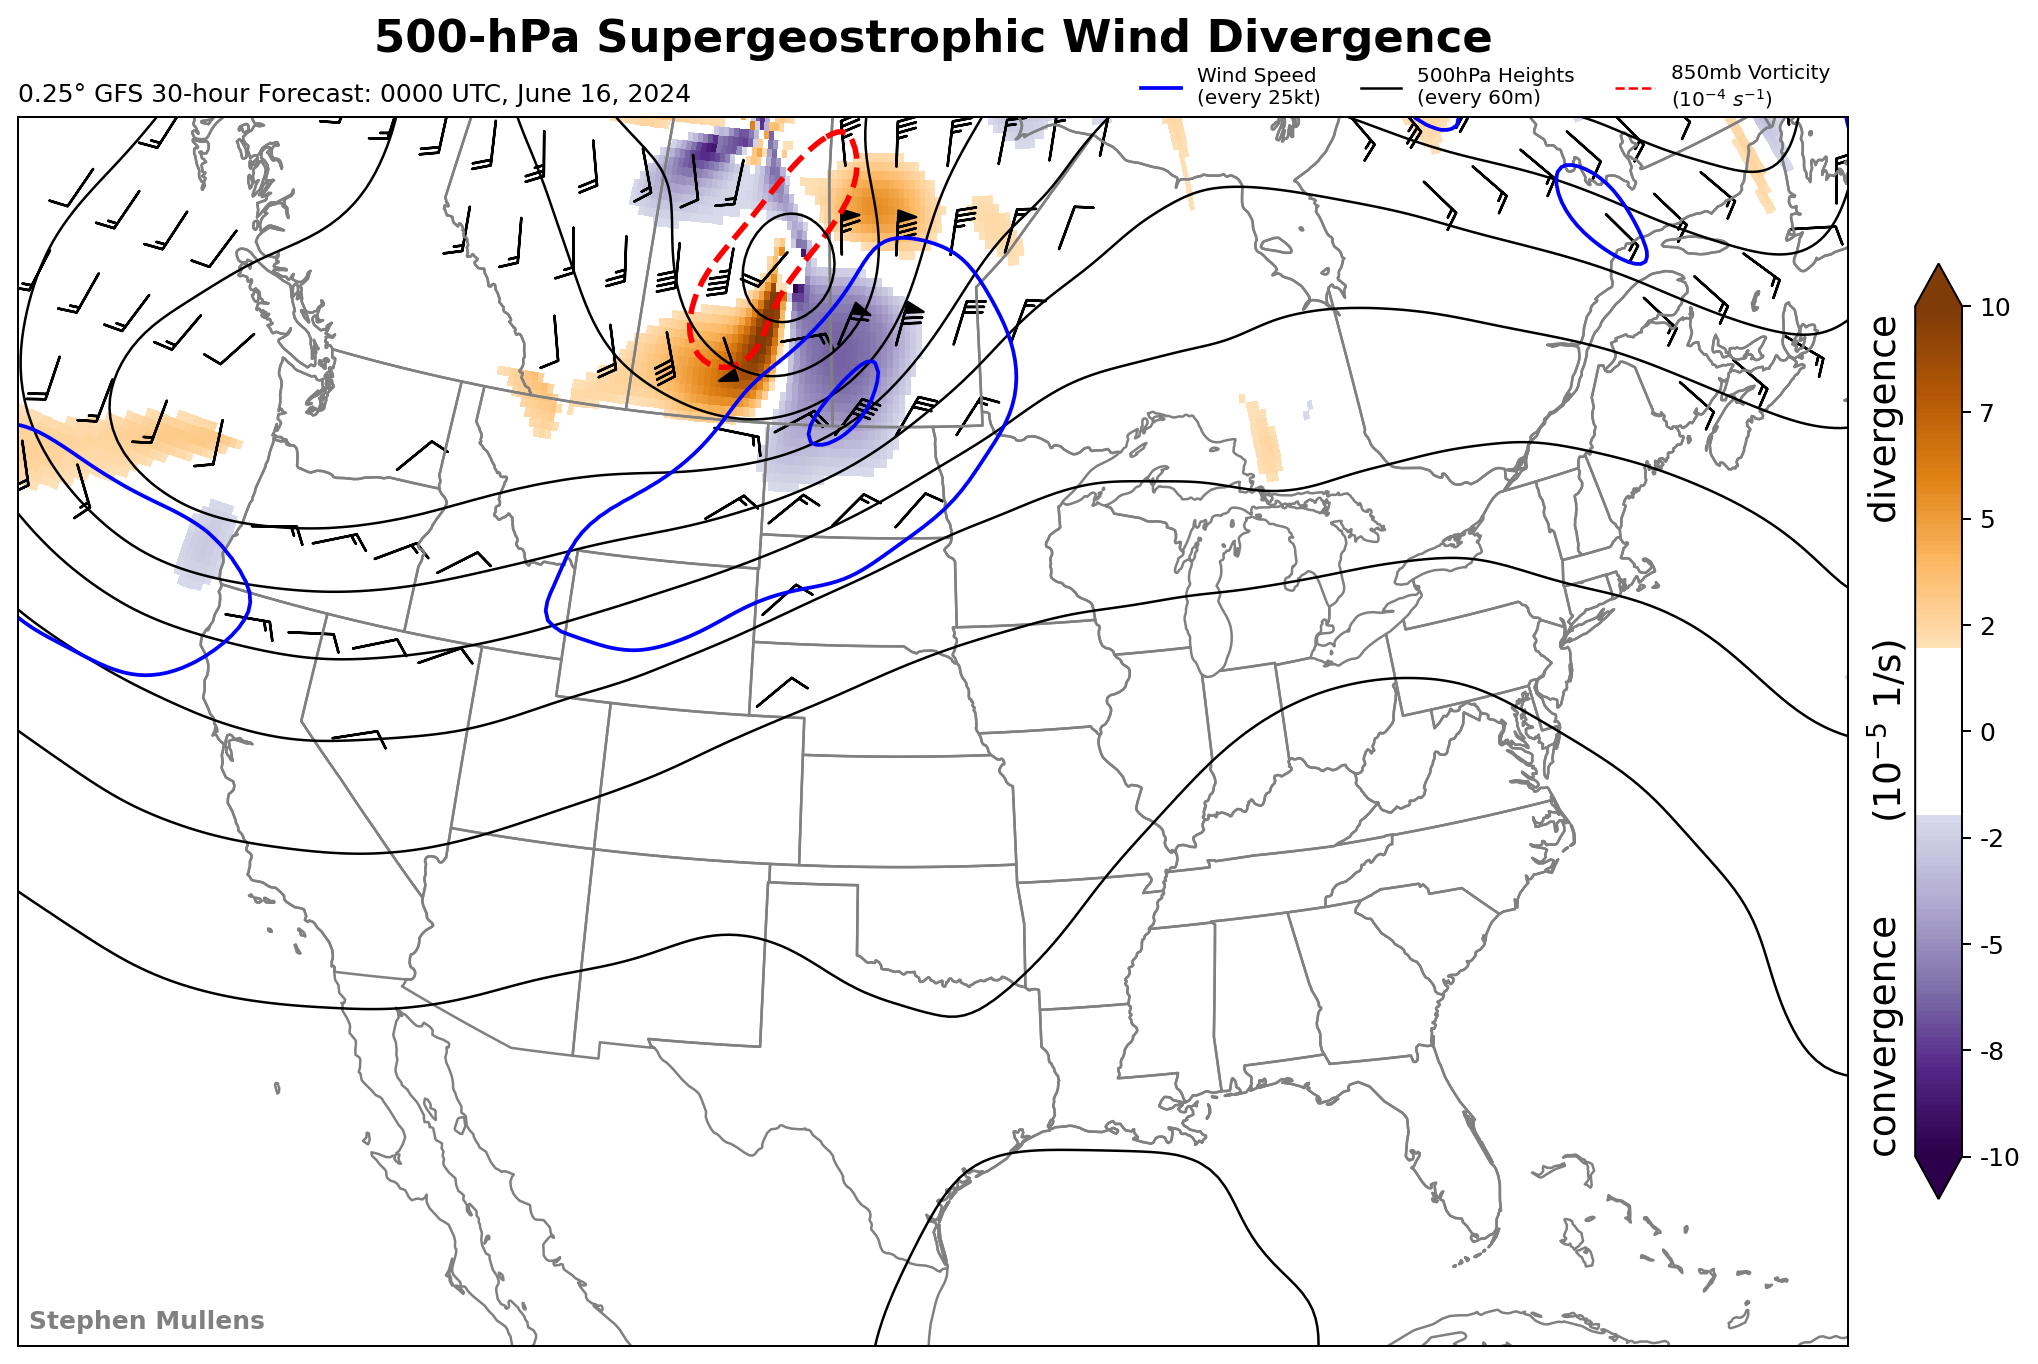 500-hPa Supergeostrophic Wind Divergence
0.25° GFS 30-hour Forecast: 0000 UTC, June 16, 2024
Wind Speed
(every 25kt)
500hPa Heights
(every 60m)
850mb Vorticity
(10⁻⁴ s⁻¹)
10
7
5
2
0
-2
-5
-8
-10
convergence (10⁻⁵ 1/s) divergence
Stephen Mullens